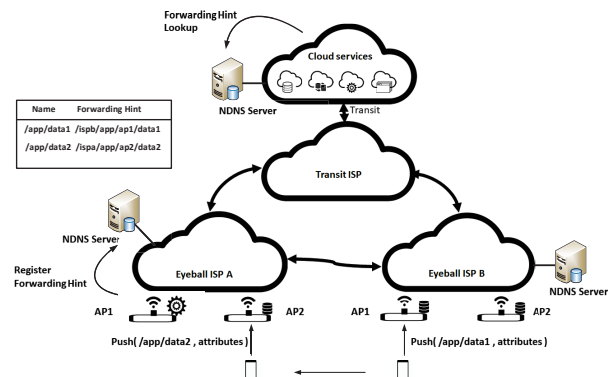 Forwarding Hint
Lookup
Cloud services
NDNS Server
Transit
Name Forwarding Hint
/app/data1 /ispb/app/ap1/data1
/app/data2 /ispa/app/ap2/data2
Transit ISP
NDNS Server
Eyeball ISP A
Eyeball ISP B
NDNS Server
Register
Forwarding Hint
AP1
AP2
AP1
AP2
Push( /app/data2 , attributes )
Push( /app/data1 , attributes )